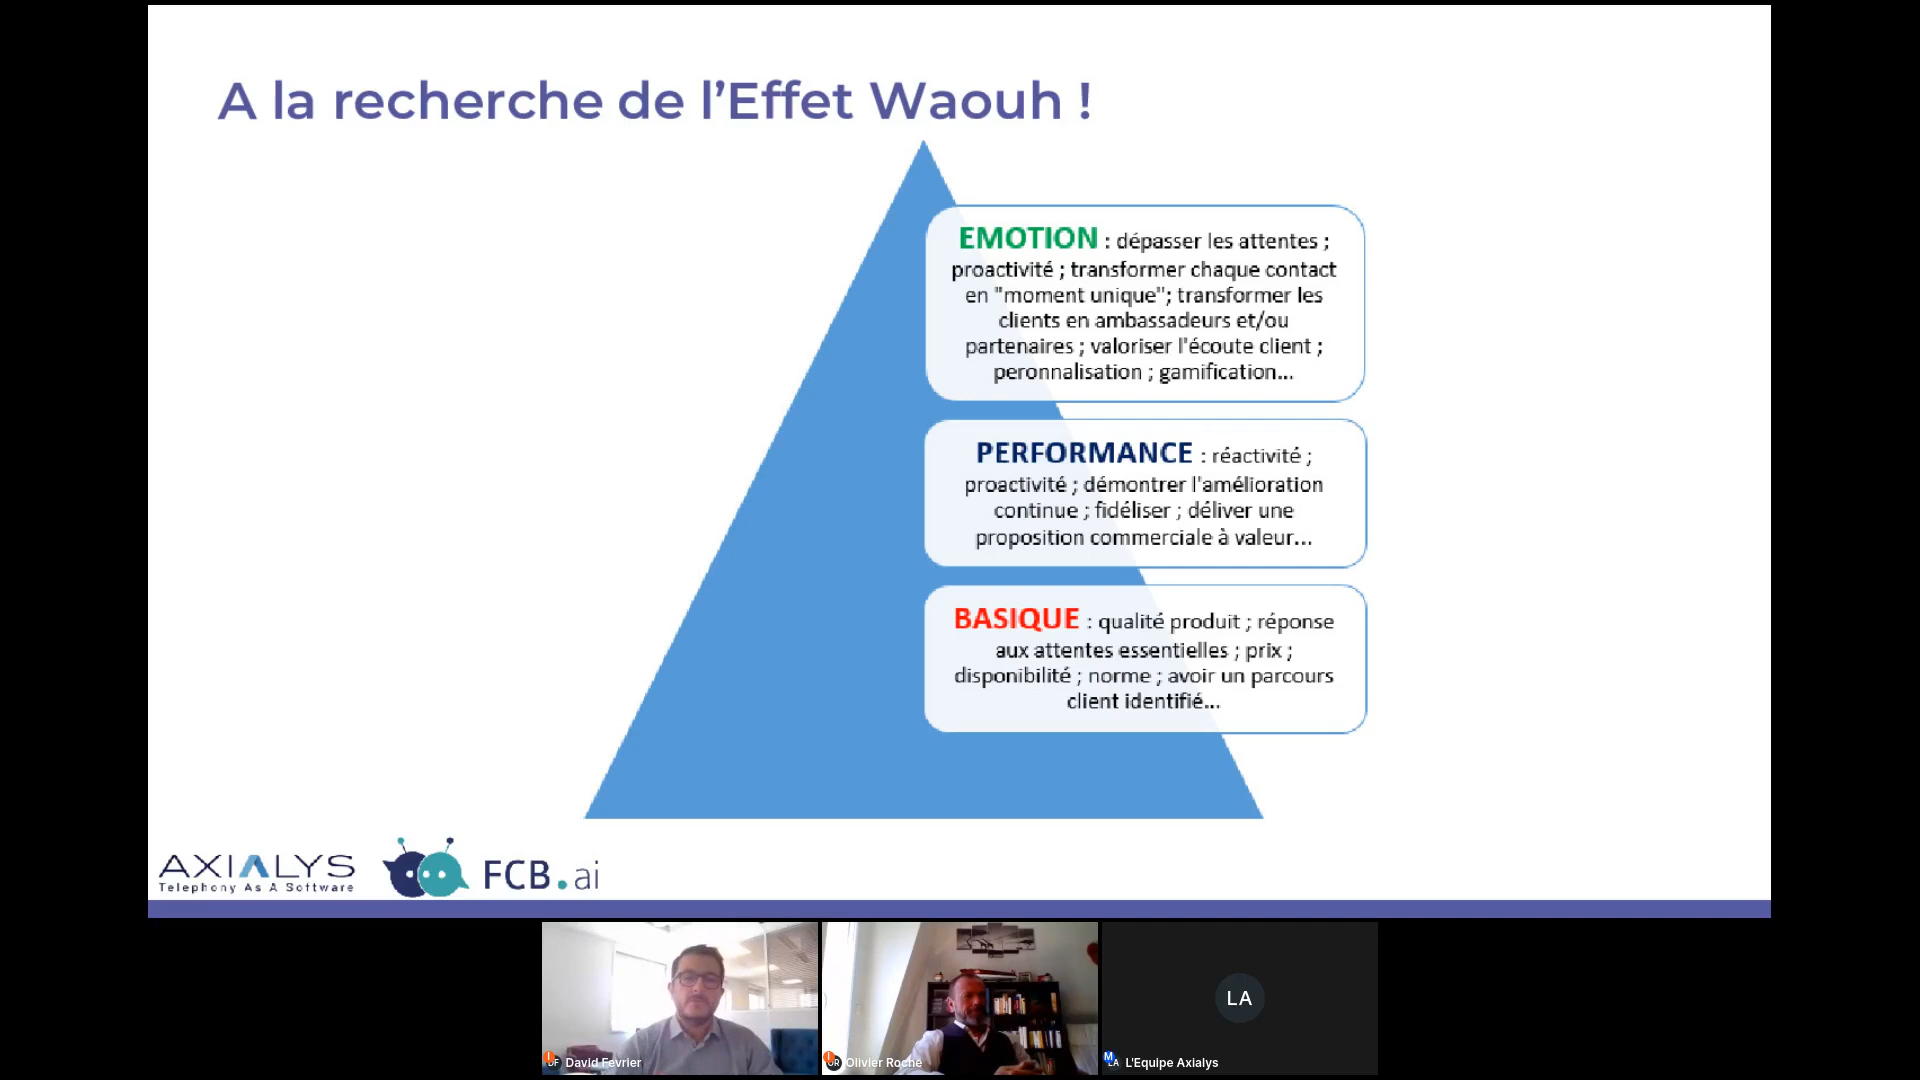 A la recherche de l’Effet Waouh !
EMOTION : dépasser les attentes ;
proactivité ; transformer chaque contact
en "moment unique"; transformer les
clients en ambassadeurs et/ou
partenaires ; valoriser l'écoute client ;
peronnalisation ; gamification...
PERFORMANCE : réactivité ;
proactivité ; démontrer l'amélioration
continue ; fidéliser ; déliver une
proposition commerciale à valeur...
BASIQUE : qualité produit ; réponse
aux attentes essentielles ; prix ;
disponibilité ; norme ; avoir un parcours
client identifié...
AXIALYS
Telephony As A Software
FCB.ai
LA
I DF David Fevrier
I OR Olivier Roche
M LA L'Equipe Axialys